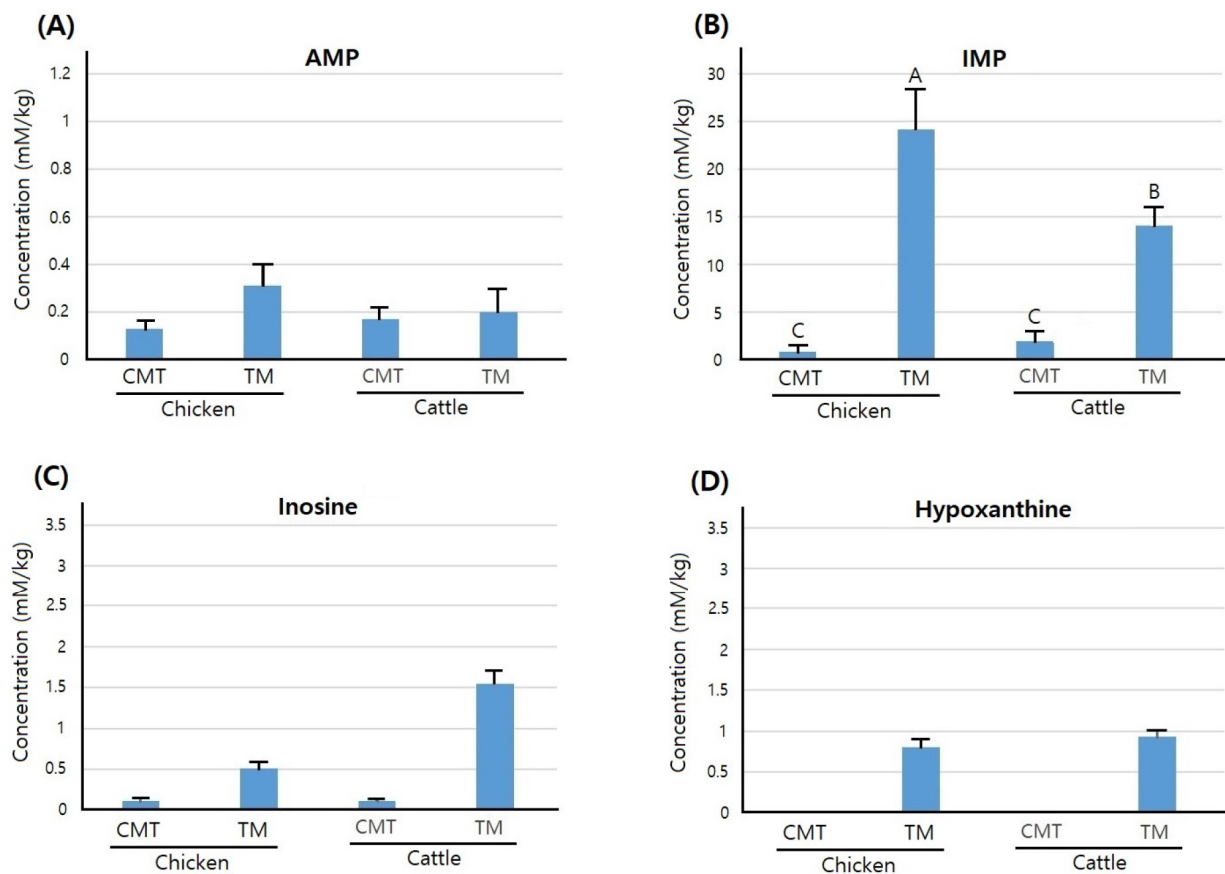 (A)
AMP
Concentration (mM/kg)
1.2
1
0.8
0.6
0.4
0.2
0
CMT TM CMT TM
Chicken Cattle
(B)
IMP
Concentration (mM/kg)
30
25
20
15
10
5
0
C A C B
CMT TM CMT TM
Chicken Cattle
(C)
Inosine
Concentration (mM/kg)
3.5
3
2.5
2
1.5
1
0.5
0
CMT TM CMT TM
Chicken Cattle
(D)
Hypoxanthine
Concentration (mM/kg)
3.5
3
2.5
2
1.5
1
0.5
0
CMT TM CMT TM
Chicken Cattle